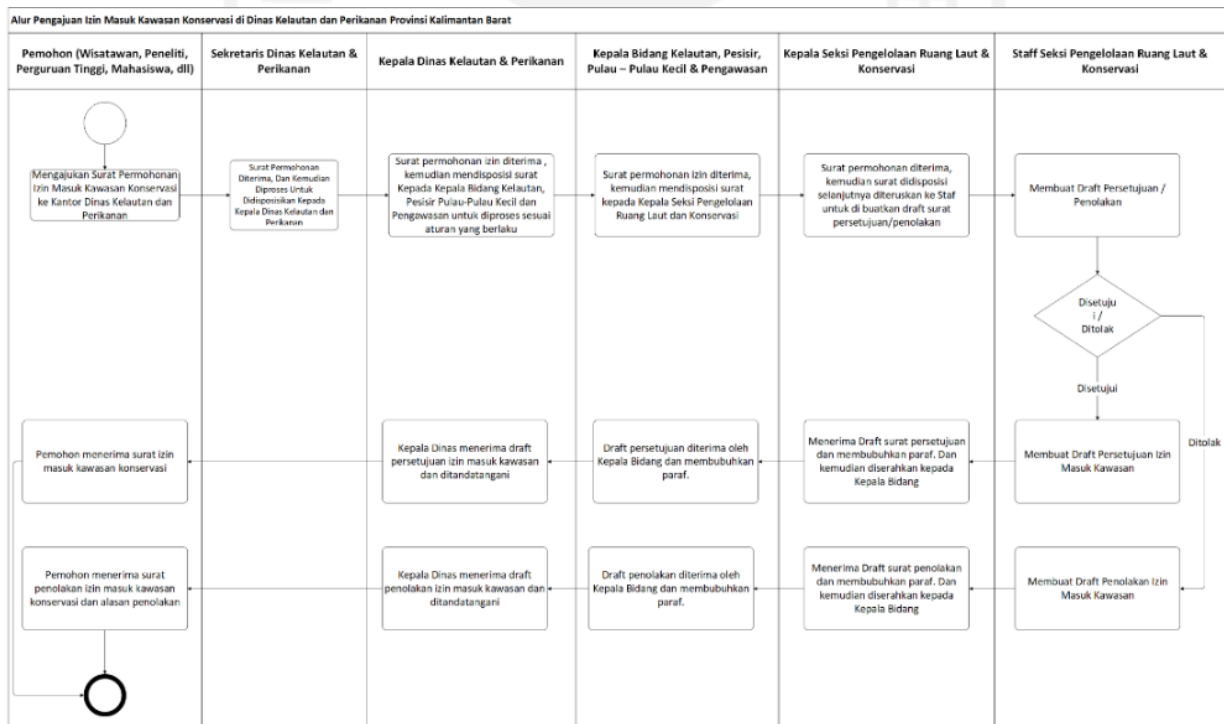 Alur Pengajuan Izin Masuk Kawasan Konservasi di Dinas Kelautan dan Perikanan Provinsi Kalimantan Barat
Pemohon (Wisatawan, Peneliti,
Perguruan Tinggi, Mahasiswa, dll)
Sekretaris Dinas Kelautan &
Perikanan
Kepala Dinas Kelautan & Perikanan
Kepala Bidang Kelautan, Pesisir,
Pulau – Pulau Kecil & Pengawasan
Kepala Seksi Pengelolaan Ruang Laut &
Konservasi
Staff Seksi Pengelolaan Ruang Laut &
Konservasi
Mengajukan Surat Permohonan
Izin Masuk Kawasan Konservasi
ke Kantor Dinas Kelautan dan
Perikanan
Surat Permohonan
Diterima, Dan Kemudian
Diproses Untuk
Didisposisikan Kepada
Kepala Dinas Kelautan dan
Perikanan
Surat permohonan izin diterima ,
kemudian mendisposisi surat
Kepada Kepala Bidang Kelautan,
Pesisir Pulau-Pulau Kecil dan
Pengawasan untuk diproses sesuai
aturan yang berlaku
Surat permohonan izin diterima,
kemudian mendisposisi surat
kepada Kepala Seksi Pengelolaan
Ruang Laut dan Konservasi
Surat permohonan diterima,
kemudian surat didisposisi
selanjutnya diteruskan ke Staf
untuk di buatkan draft surat
persetujuan/penolakan
Membuat Draft Persetujuan /
Penolakan
Disetuju
i /
Ditolak
Disetujui
Ditolak
Pemohon menerima surat izin
masuk kawasan konservasi
Kepala Dinas menerima draft
persetujuan izin masuk kawasan
dan ditandatangani
Draft persetujuan diterima oleh
Kepala Bidang dan membubuhkan
paraf.
Menerima Draft surat persetujuan
dan membubuhkan paraf. Dan
kemudian diserahkan kepada
Kepala Bidang
Membuat Draft Persetujuan Izin
Masuk Kawasan
Pemohon menerima surat
penolakan izin masuk kawasan
konservasi dan alasan penolakan
Kepala Dinas menerima draft
penolakan izin masuk kawasan dan
ditandatangani
Draft penolakan diterima oleh
Kepala Bidang dan membubuhkan
paraf.
Menerima Draft surat penolakan
dan membubuhkan paraf. Dan
kemudian diserahkan kepada
Kepala Bidang
Membuat Draft Penolakan Izin
Masuk Kawasan